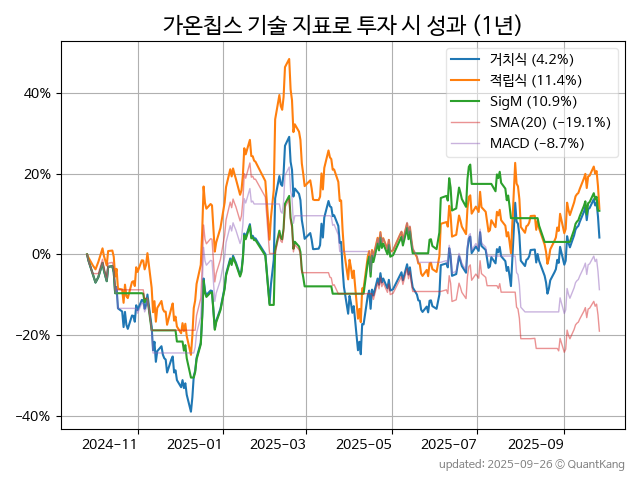 가온칩스 기술 지표로 투자 시 성과 (1년)
거치식 (4.2%)
적립식 (11.4%)
SigM (10.9%)
SMA(20) (−19.1%)
MACD (−8.7%)
40%
20%
0%
−20%
−40%
2024-11
2025-01
2025-03
2025-05
2025-07
2025-09
updated: 2025-09-26 © QuantKang